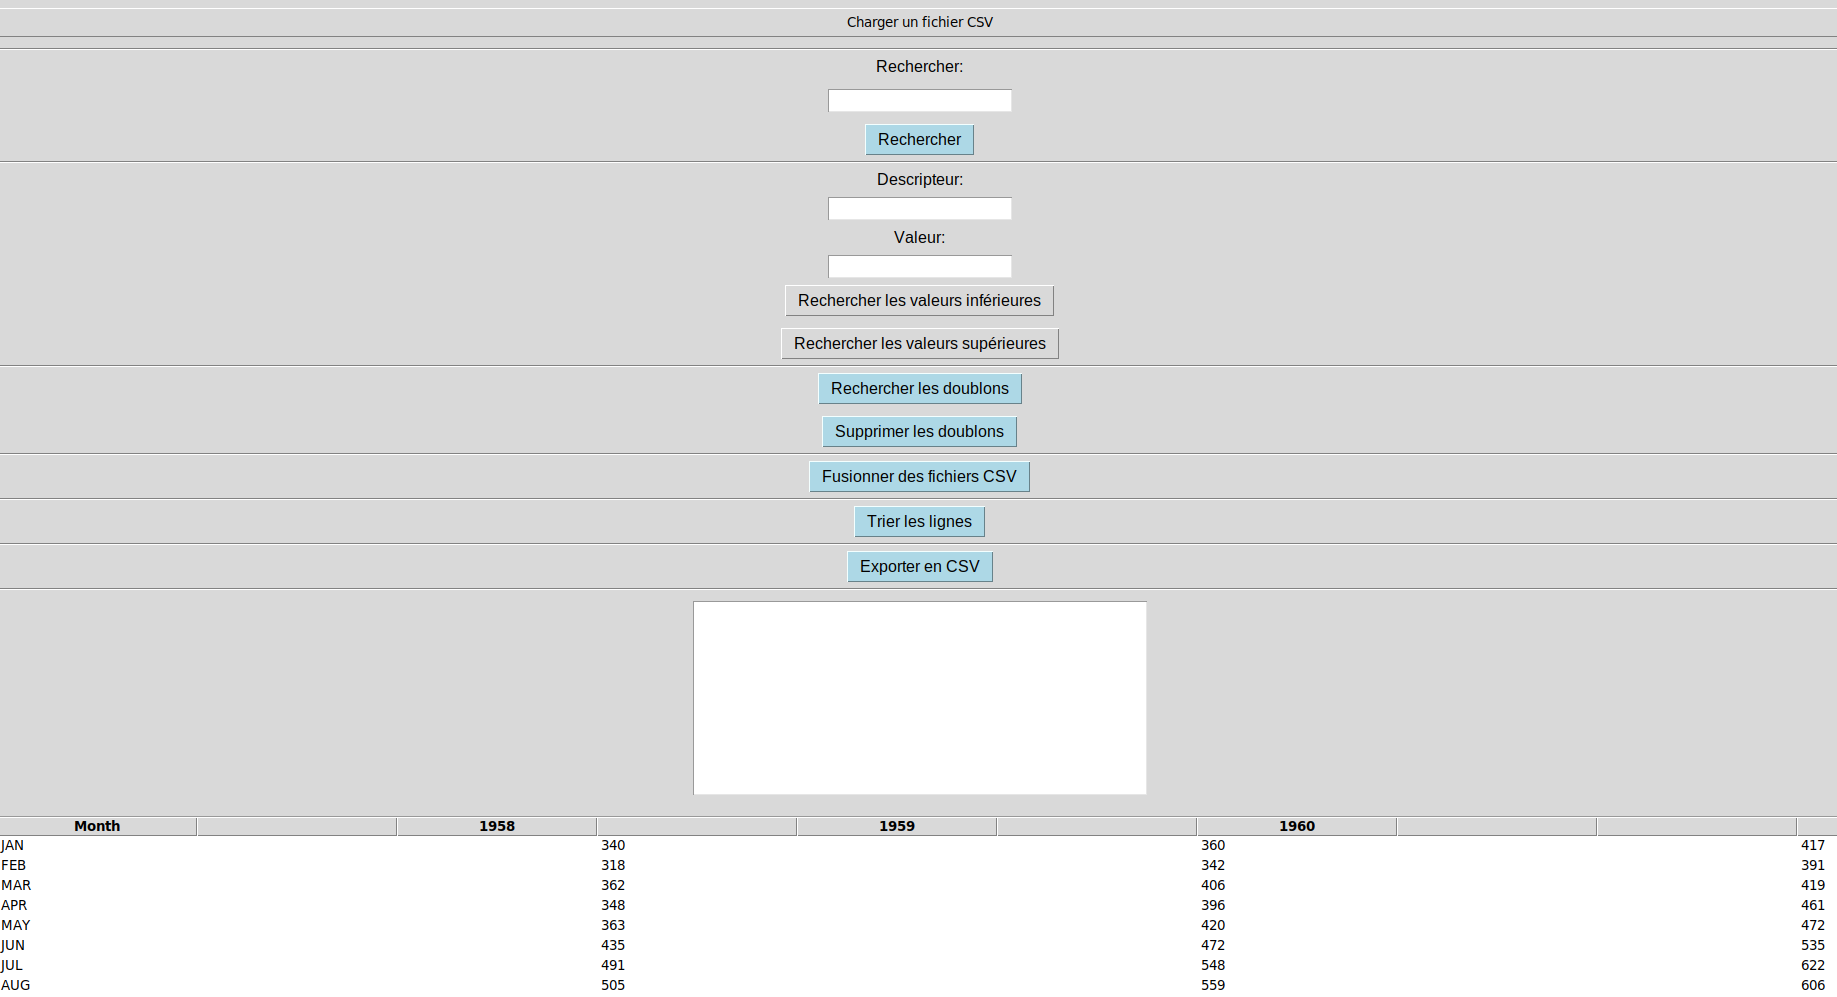 Charger un fichier CSV
Rechercher:
Rechercher
Descripteur:
Valeur:
Rechercher les valeurs inférieures
Rechercher les valeurs supérieures
Rechercher les doublons
Supprimer les doublons
Fusionner des fichiers CSV
Trier les lignes
Exporter en CSV
Month 1958 1959 1960
JAN 340 360 417
FEB 318 342 391
MAR 362 406 419
APR 348 396 461
MAY 363 420 472
JUN 435 472 535
JUL 491 548 622
AUG 505 559 606